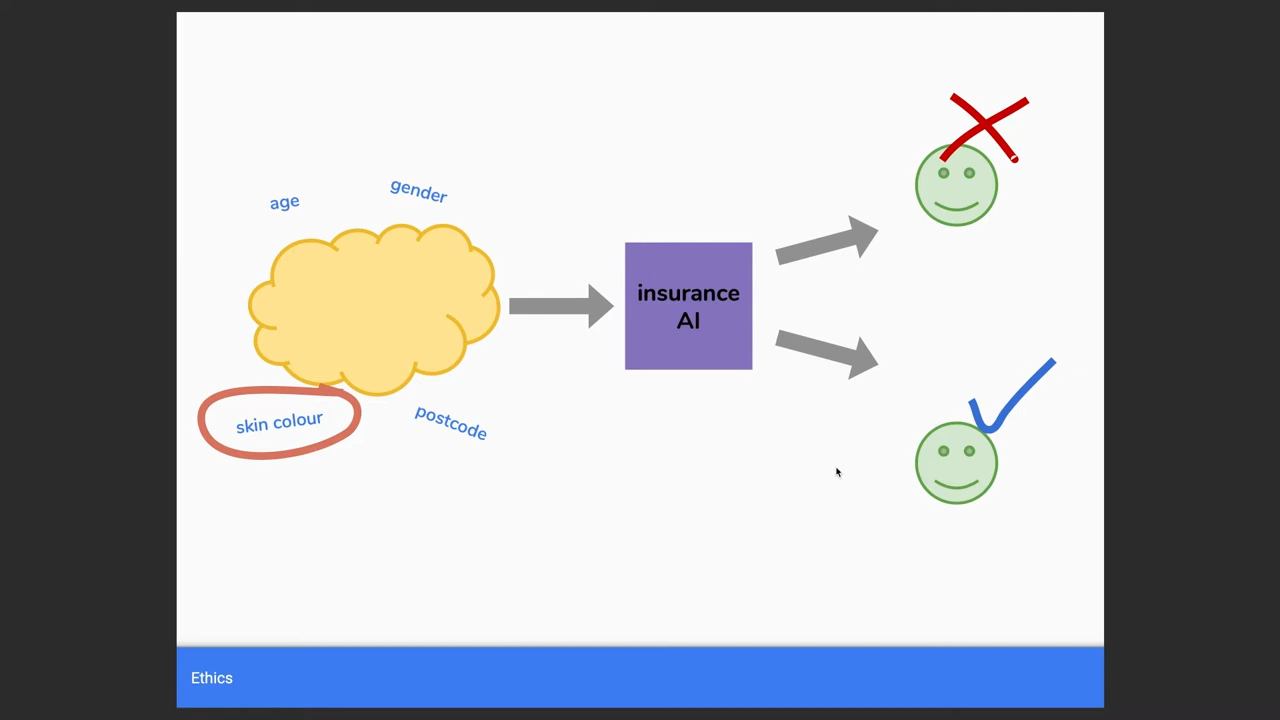 age
gender
insurance
AI
skin colour
postcode
Ethics